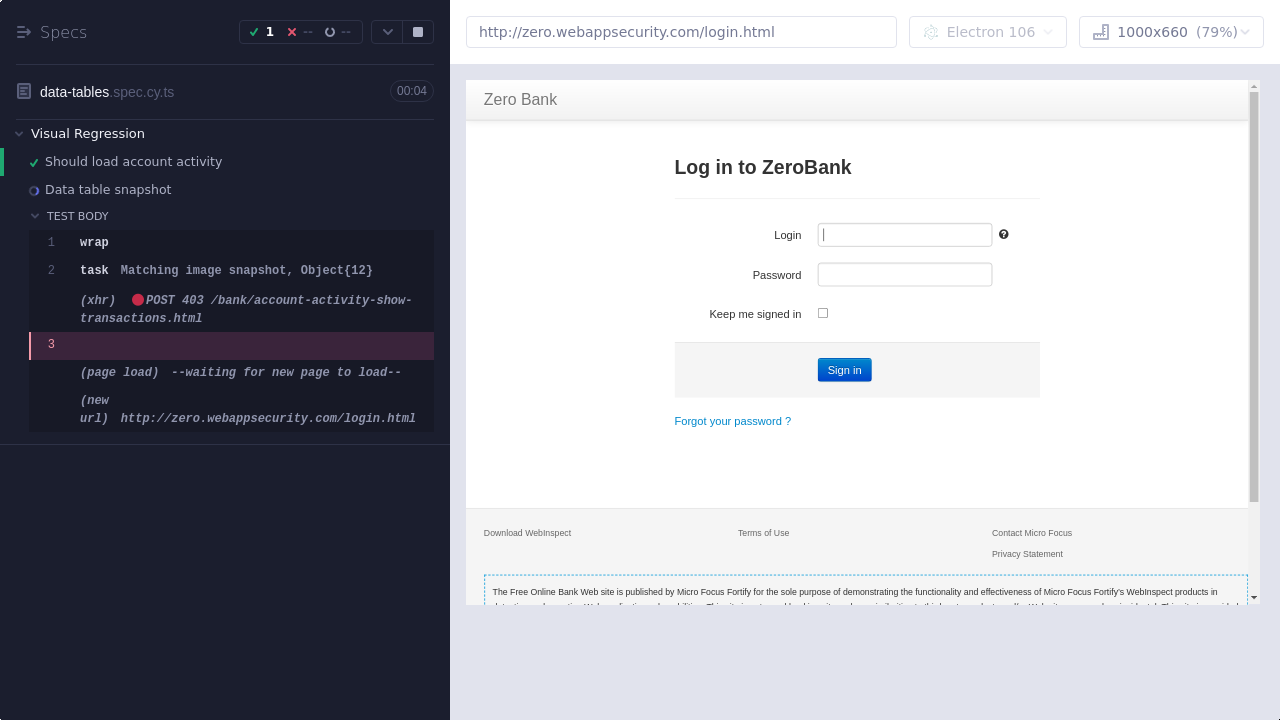 Specs
1 -- --
data-tables.spec.cy.ts
00:04
Visual Regression
Should load account activity
Data table snapshot
TEST BODY
1 wrap
2 task Matching image snapshot, Object{12}
(xhr) POST 403 /bank/account-activity-show-
transactions.html
3
(page load) --waiting for new page to load--
(new
url) http://zero.webappsecurity.com/login.html
http://zero.webappsecurity.com/login.html
Electron 106
1000x660 (79%)
Zero Bank
Log in to ZeroBank
Login
Password
Keep me signed in
Sign in
Forgot your password ?
Download WebInspect
Terms of Use
Contact Micro Focus
Privacy Statement
The Free Online Bank Web site is published by Micro Focus Fortify for the sole purpose of demonstrating the functionality and effectiveness of Micro Focus Fortify's WebInspect products in